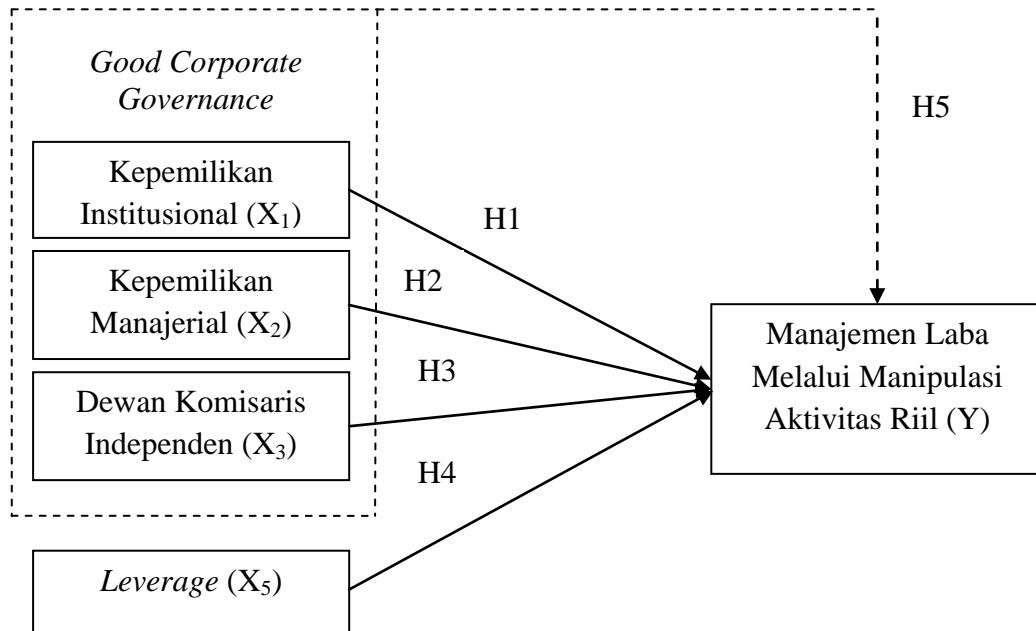 Good Corporate
Governance
Kepemilikan
Institusional (X₁)
Kepemilikan
Manajerial (X₂)
Dewan Komisaris
Independen (X₃)
Leverage (X₅)
H1
H2
H3
H4
H5
Manajemen Laba
Melalui Manipulasi
Aktivitas Riil (Y)